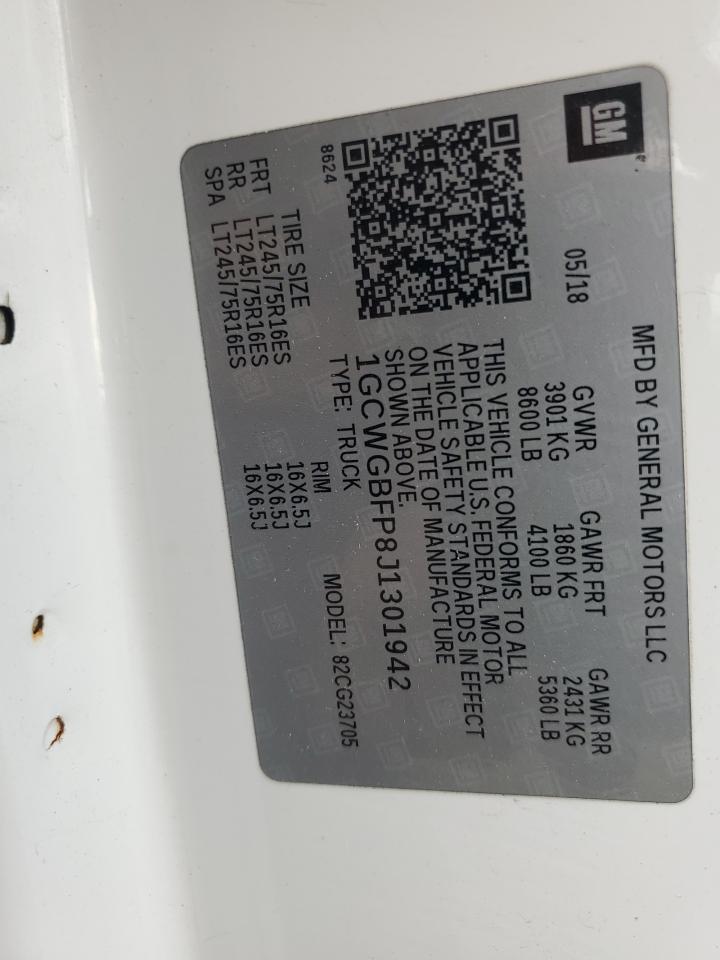 GM
MFD BY GENERAL MOTORS LLC
05/18 GVWR GAWR FRT GAWR RR
3901 KG 1860 KG 2431 KG
8600 LB 4100 LB 5360 LB
THIS VEHICLE CONFORMS TO ALL
APPLICABLE U.S. FEDERAL MOTOR
VEHICLE SAFETY STANDARDS IN EFFECT
ON THE DATE OF MANUFACTURE
SHOWN ABOVE.
1GCWGBFP8J1301942
8624 TYPE: TRUCK MODEL: 82CG23705
TIRE SIZE RIM
FRT LT245/75R16ES 16X6.5J
RR LT245/75R16ES 16X6.5J
SPA LT245/75R16ES 16X6.5J